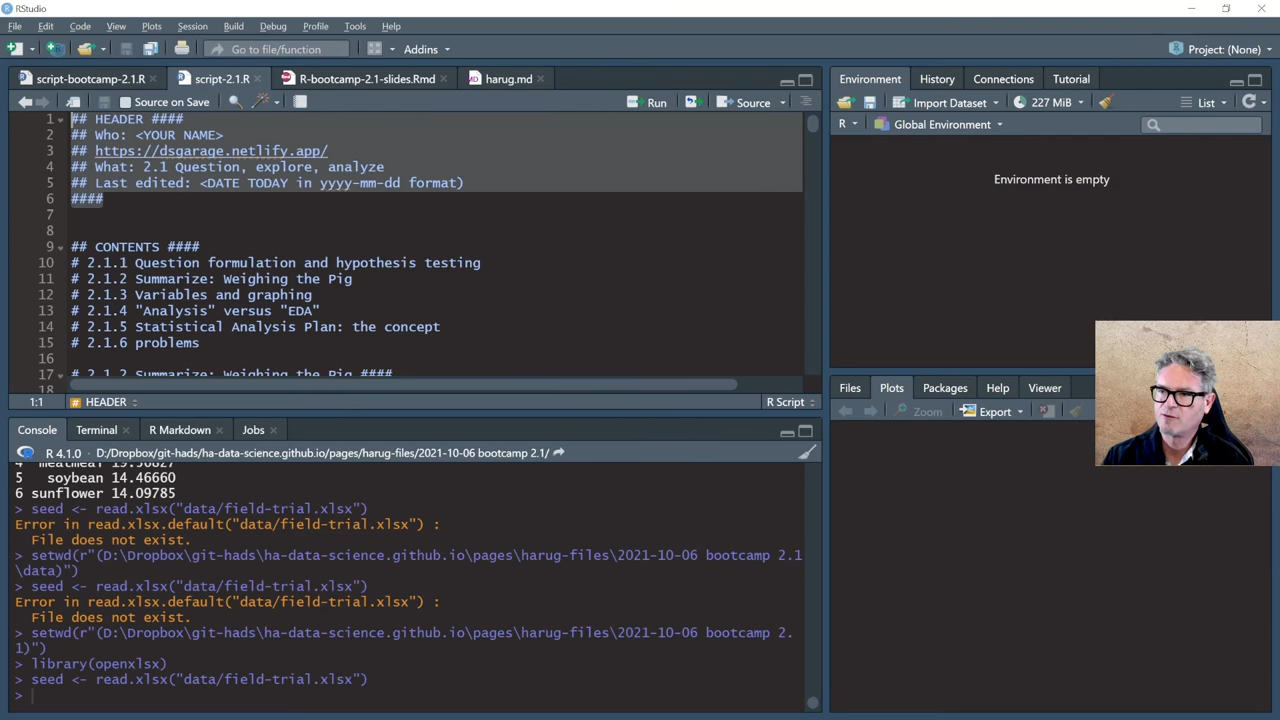 RStudio
File Edit Code View Plots Session Build Debug Profile Tools Help
Go to file/function Addins Project: (None)
script-bootcamp-2.1.R script-2.1.R R-bootcamp-2.1-slides.Rmd harug.md
Source on Save Run Source
1 ## HEADER ####
2 ## Who: <YOUR NAME>
3 ## https://dsgarage.netlify.app/
4 ## What: 2.1 Question, explore, analyze
5 ## Last edited: <DATE TODAY in yyyy-mm-dd format)
6 ####
7
8
9 ## CONTENTS ####
10 # 2.1.1 Question formulation and hypothesis testing
11 # 2.1.2 Summarize: Weighing the Pig
12 # 2.1.3 Variables and graphing
13 # 2.1.4 "Analysis" versus "EDA"
14 # 2.1.5 Statistical Analysis Plan: the concept
15 # 2.1.6 problems
16
17 # 2.1.2 Summarize: Weighing the Pig ####
18
1:1 HEADER R Script
Console Terminal R Markdown Jobs
R 4.1.0 · D:/Dropbox/git-hads/ha-data-science.github.io/pages/harug-files/2021-10-06 bootcamp 2.1/
4 meatmeal 19.50827
5 soybean 14.46660
6 sunflower 14.09785
> seed <- read.xlsx("data/field-trial.xlsx")
Error in read.xlsx.default("data/field-trial.xlsx") :
File does not exist.
> setwd(r"(D:\Dropbox\git-hads\ha-data-science.github.io\pages\harug-files\2021-10-06 bootcamp 2.1
\data)")
> seed <- read.xlsx("data/field-trial.xlsx")
Error in read.xlsx.default("data/field-trial.xlsx") :
File does not exist.
> setwd(r"(D:\Dropbox\git-hads\ha-data-science.github.io\pages\harug-files\2021-10-06 bootcamp 2.
1)")
> library(openxlsx)
> seed <- read.xlsx("data/field-trial.xlsx")
>
Environment History Connections Tutorial
Import Dataset 227 MiB List
R Global Environment
Environment is empty
Files Plots Packages Help Viewer
Zoom Export